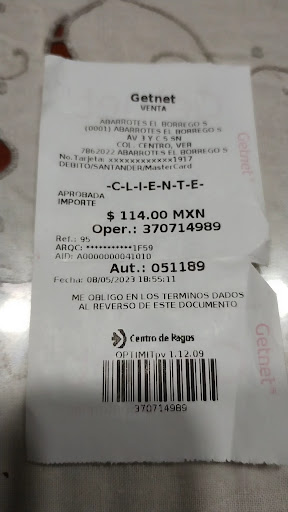 Getnet
VENTA
ABARROTES EL BORREGO S
(0001) ABARROTES EL BORREGO S
AV 3 Y C 5 SN
COL. CENTRO, VER
7862022 ABARROTES EL BORREGO S
No.Tarjeta: xxxxxxxxxxxx1917
DEBITO/SANTANDER/MasterCard
-C-L-I-E-N-T-E-
APROBADA
IMPORTE
$ 114.00 MXN
Oper.: 370714989
Ref.: 95
ARQC: ************1F59
AID: A0000000041010
Aut.: 051189
Fecha: 08/05/2023 18:55:11
ME OBLIGO EN LOS TERMINOS DADOS
AL REVERSO DE ESTE DOCUMENTO
Centro de Pagos
OPTIMITpv 1.12.09
370714989
Getnet
Getnet